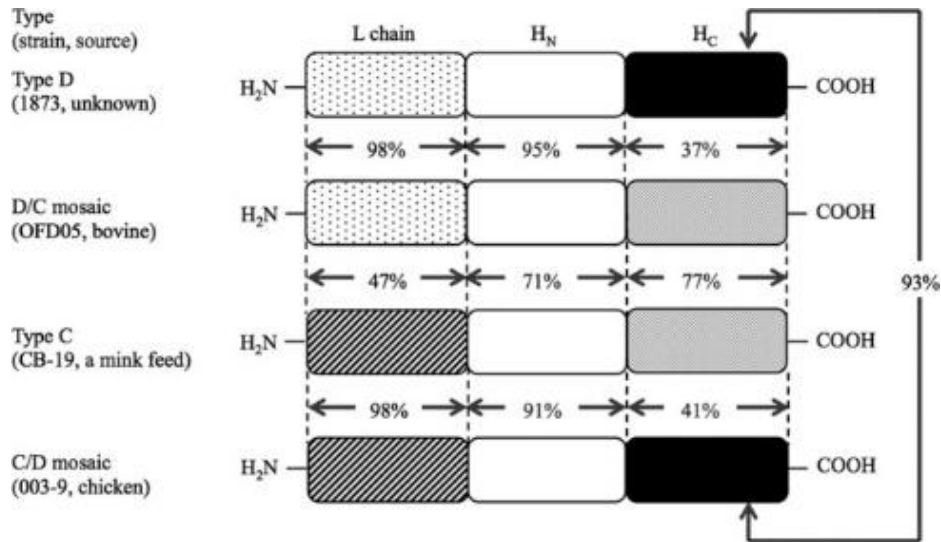 Type
(strain, source)
L chain
H_N
H_C
Type D
(1873, unknown)
H₂N
COOH
98%
95%
37%
D/C mosaic
(OFD05, bovine)
H₂N
COOH
47%
71%
77%
93%
Type C
(CB-19, a mink feed)
H₂N
COOH
98%
91%
41%
C/D mosaic
(003-9, chicken)
H₂N
COOH